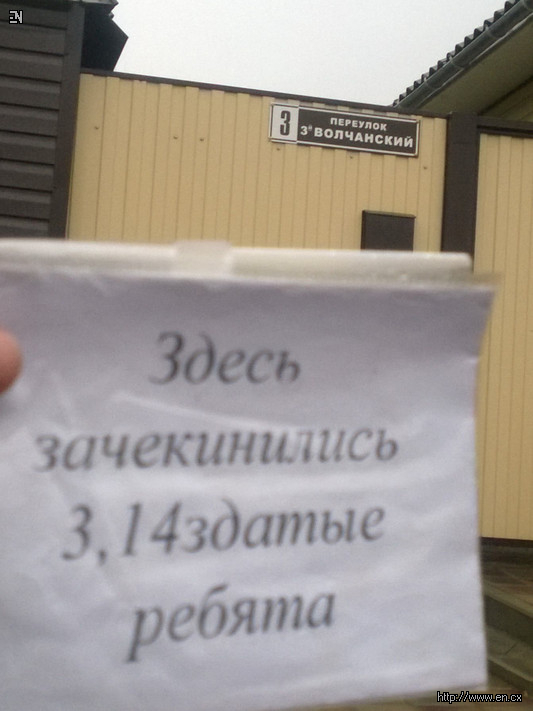 EN
3
ПЕРЕУЛОК
3й ВОЛЧАНСКИЙ
Здесь
зачекинились
3,14здатые
ребята
http://www.en.cx